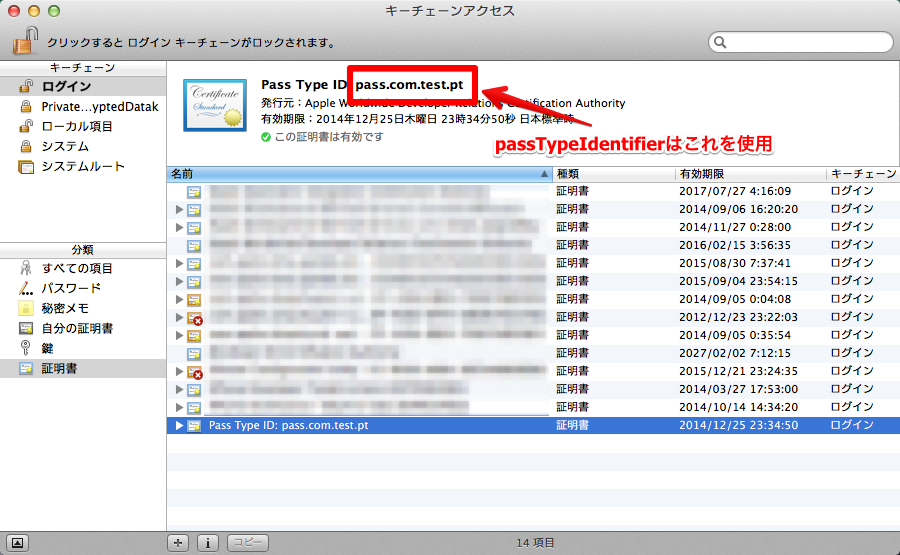 キーチェーンアクセス
クリックすると ログイン キーチェーンがロックされます。
キーチェーン
ログイン
Private...yptedDatak
ローカル項目
システム
システムルート
分類
すべての項目
パスワード
秘密メモ
自分の証明書
鍵
証明書
Pass Type ID: pass.com.test.pt
発行元：Apple Worldwide Developer Relations Certification Authority
有効期限：2014年12月25日木曜日 23時34分50秒 日本標準時
この証明書は有効です
passTypeIdentifierはこれを使用
名前 種類 有効期限 キーチェーン
証明書 2017/07/27 4:16:09 ログイン
証明書 2014/09/06 16:20:20 ログイン
証明書 2014/11/27 0:28:00 ログイン
証明書 2016/02/15 3:56:35 ログイン
証明書 2015/08/30 7:37:41 ログイン
証明書 2015/09/04 23:54:15 ログイン
証明書 2014/09/05 0:04:08 ログイン
証明書 2012/12/23 23:22:03 ログイン
証明書 2014/09/05 0:35:54 ログイン
証明書 2027/02/02 7:12:15 ログイン
証明書 2015/12/21 23:24:35 ログイン
証明書 2014/03/27 17:53:00 ログイン
証明書 2014/10/14 14:34:20 ログイン
Pass Type ID: pass.com.test.pt 証明書 2014/12/25 23:34:50 ログイン
コピー
14 項目